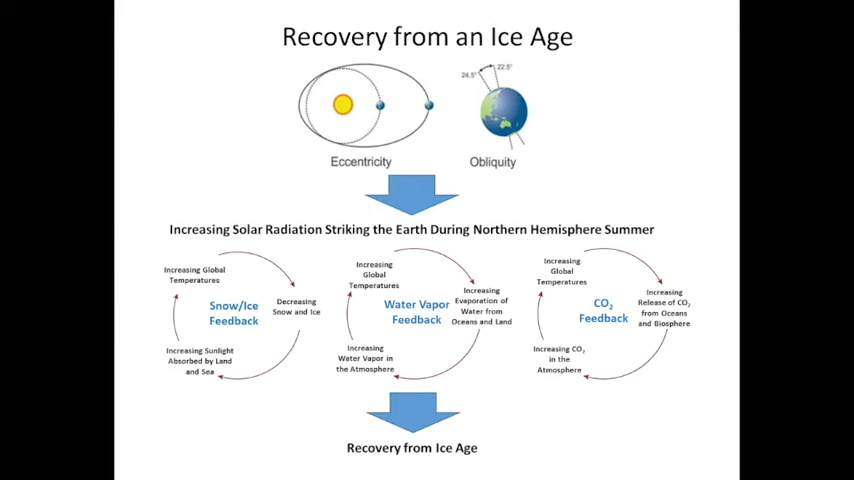 Recovery from an Ice Age
24.5° 22.5°
Eccentricity
Obliquity
Increasing Solar Radiation Striking the Earth During Northern Hemisphere Summer
Increasing Global
Temperatures
Snow/Ice
Feedback
Decreasing
Snow and Ice
Increasing Sunlight
Absorbed by Land
and Sea
Increasing
Global
Temperatures
Water Vapor
Feedback
Increasing
Evaporation of
Water from
Oceans and Land
Increasing
Water Vapor in
the Atmosphere
Increasing
Global
Temperatures
CO₂
Feedback
Increasing
Release of CO₂
from Oceans
and Biosphere
Increasing CO₂
in the
Atmosphere
Recovery from Ice Age